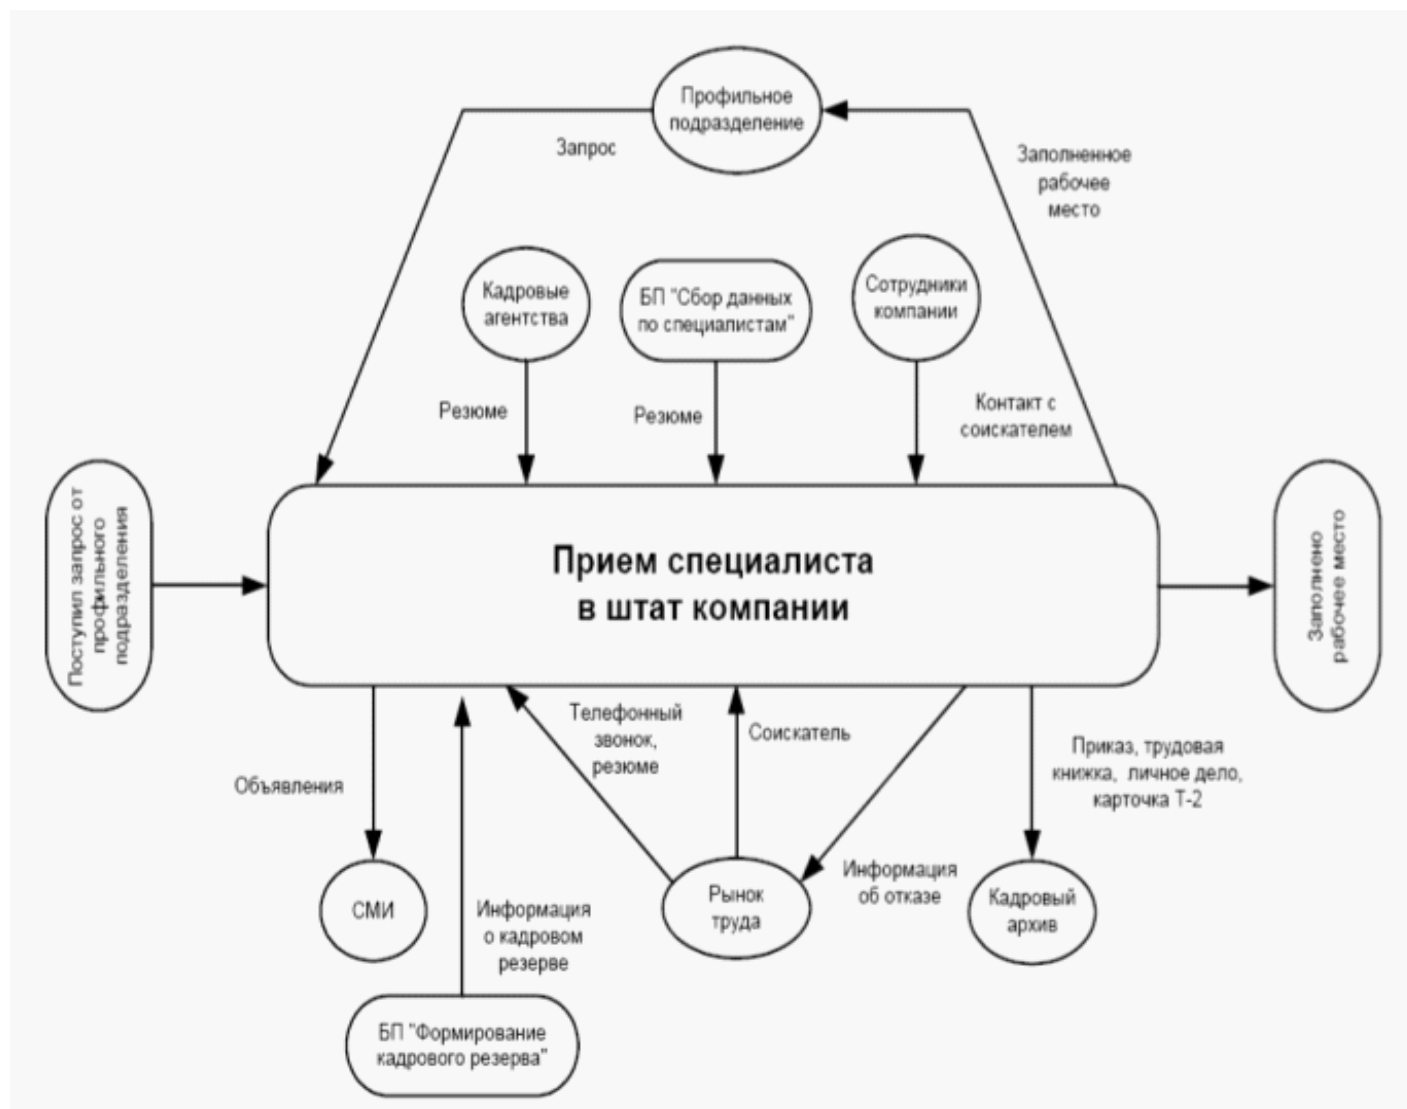 Профильное
подразделение
Запрос
Заполненное
рабочее
место
Кадровые
агентства
БП "Сбор данных
по специалистам"
Сотрудники
компании
Резюме
Резюме
Контакт с
соискателем
Поступил запрос от
профильного
подразделения
Прием специалиста
в штат компании
Заполнено
рабочее место
Объявления
Телефонный
звонок,
резюме
Соискатель
Приказ, трудовая
книжка, личное дело,
карточка Т-2
СМИ
Информация
о кадровом
резерве
Рынок
труда
Информация
об отказе
Кадровый
архив
БП "Формирование
кадрового резерва"